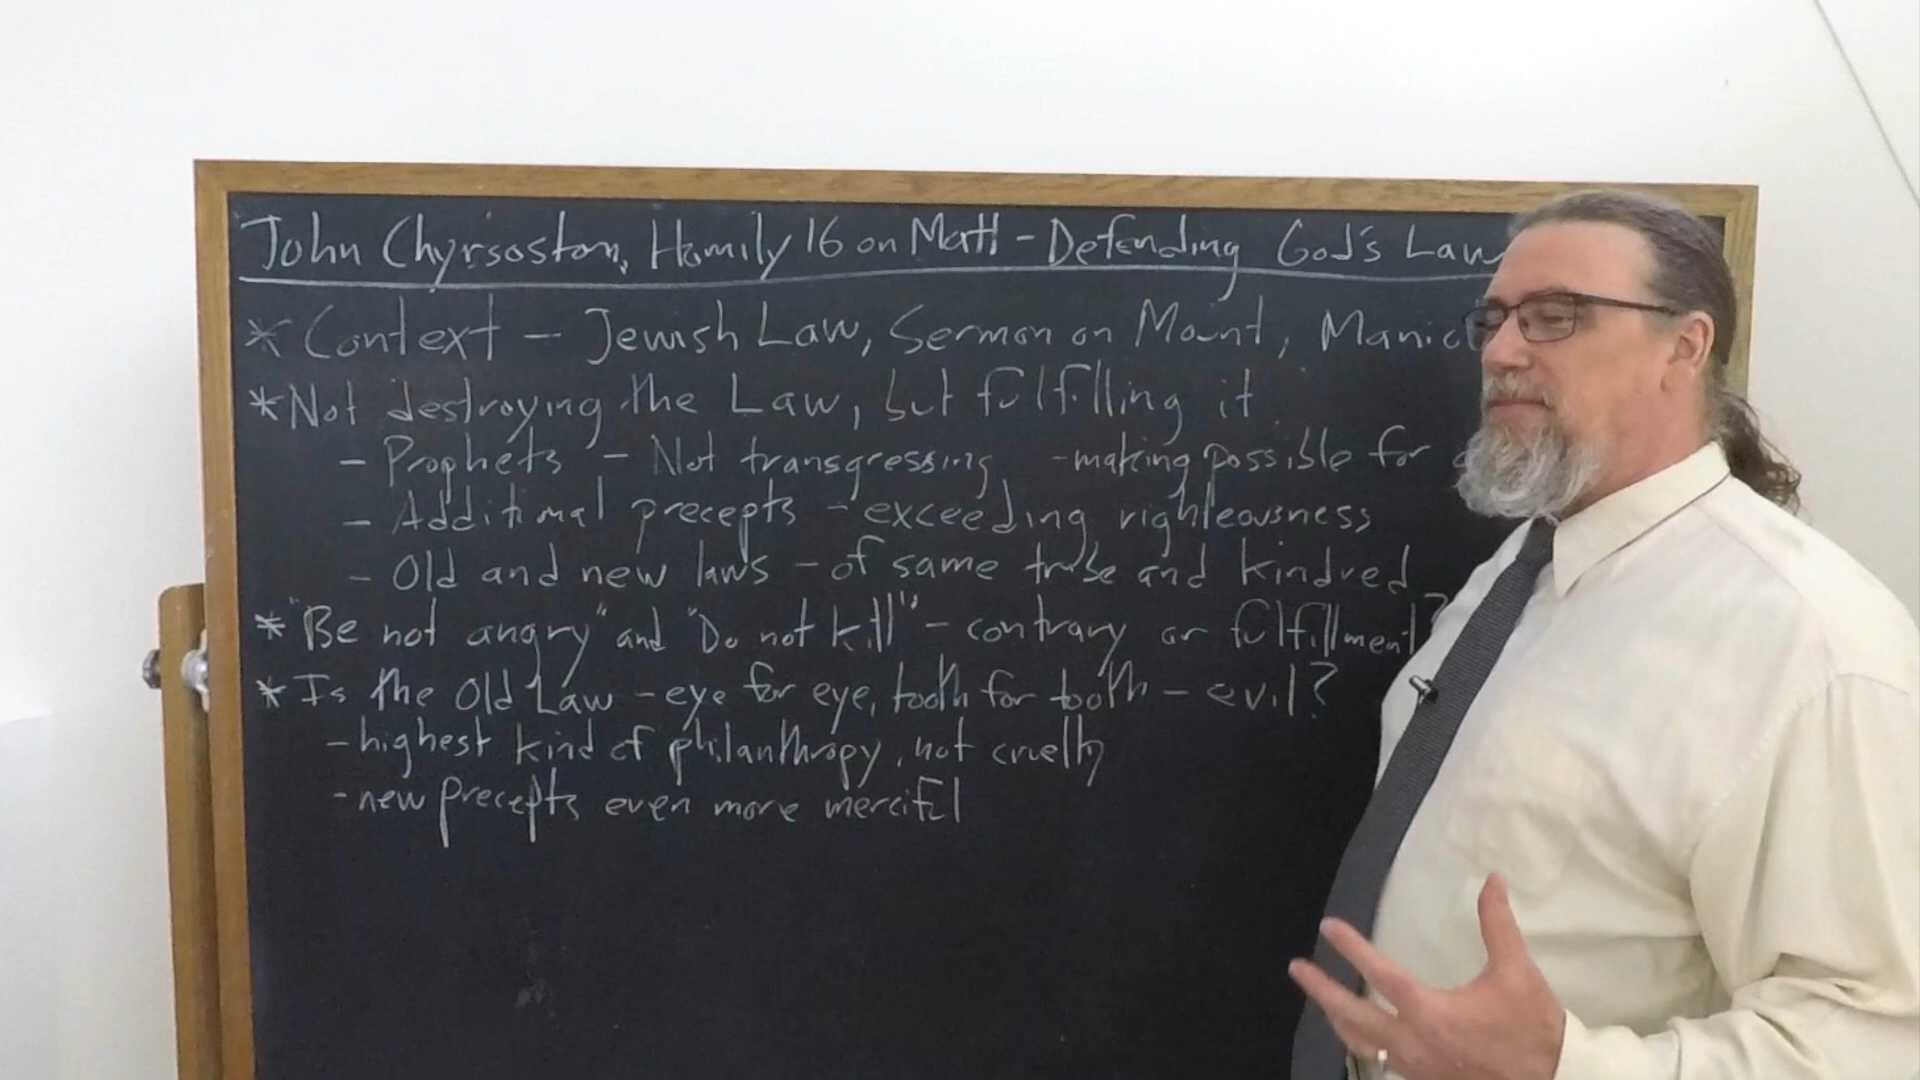 John Chyrsoston, Homily 16 on Matt - Defending God's Law
* Context - Jewish Law, Sermon on Mount, Manic
* Not destroying the Law, but fulfilling it
- Prophets - Not transgressing - making possible for
- Additional precepts - exceeding righteousness
- Old and new laws - of same tribe and kindred
* "Be not angry" and "Do not kill" - contrary or fulfillment?
* Is the Old Law - eye for eye, tooth for tooth - evil?
- highest kind of philanthropy, not cruelty
- new precepts even more merciful